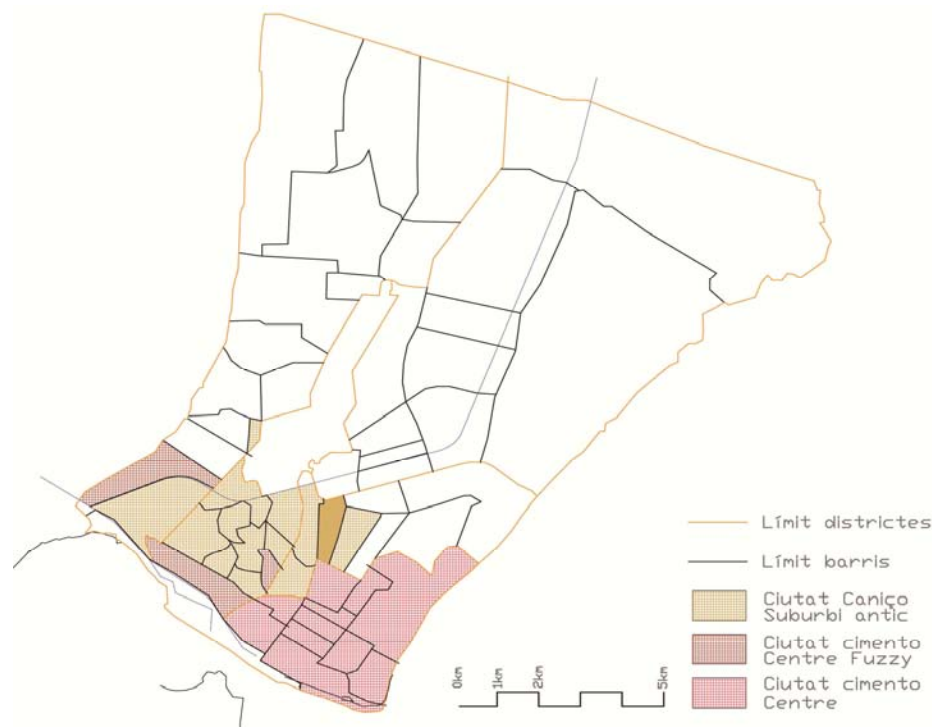 Límit districtes
Límit barris
Ciutat Caniço
Suburbi antic
Ciutat cimento
Centre Fuzzy
Ciutat cimento
Centre
0km
1km
2km
5km